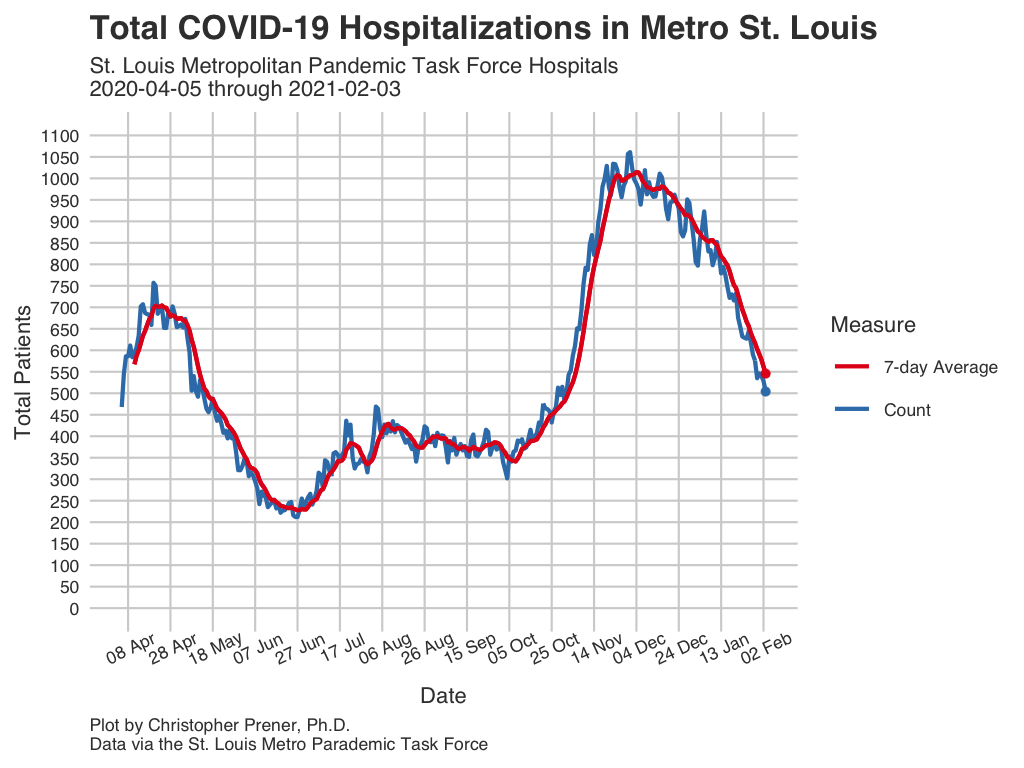 Total COVID-19 Hospitalizations in Metro St. Louis
St. Louis Metropolitan Pandemic Task Force Hospitals
2020-04-05 through 2021-02-03
Total Patients
1100
1050
1000
950
900
850
800
750
700
650
600
550
500
450
400
350
300
250
200
150
100
50
0
08 Apr
28 Apr
18 May
07 Jun
27 Jun
17 Jul
06 Aug
26 Aug
15 Sep
05 Oct
25 Oct
14 Nov
04 Dec
24 Dec
13 Jan
02 Feb
Date
Measure
7-day Average
Count
Plot by Christopher Prener, Ph.D.
Data via the St. Louis Metro Parademic Task Force